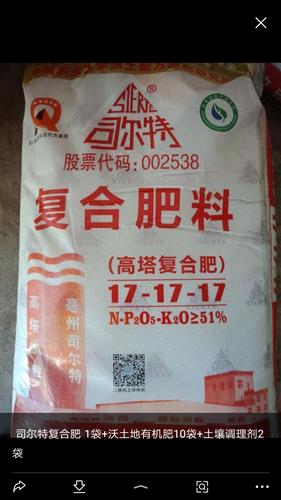 SIERTE®
司尔特
股票代码:002538
复合肥料
(高塔复合肥)
17-17-17
N-P₂O₅-K₂O≥51%
亳州司尔特
司尔特复合肥 1袋+沃土地有机肥10袋+土壤调理剂2
袋